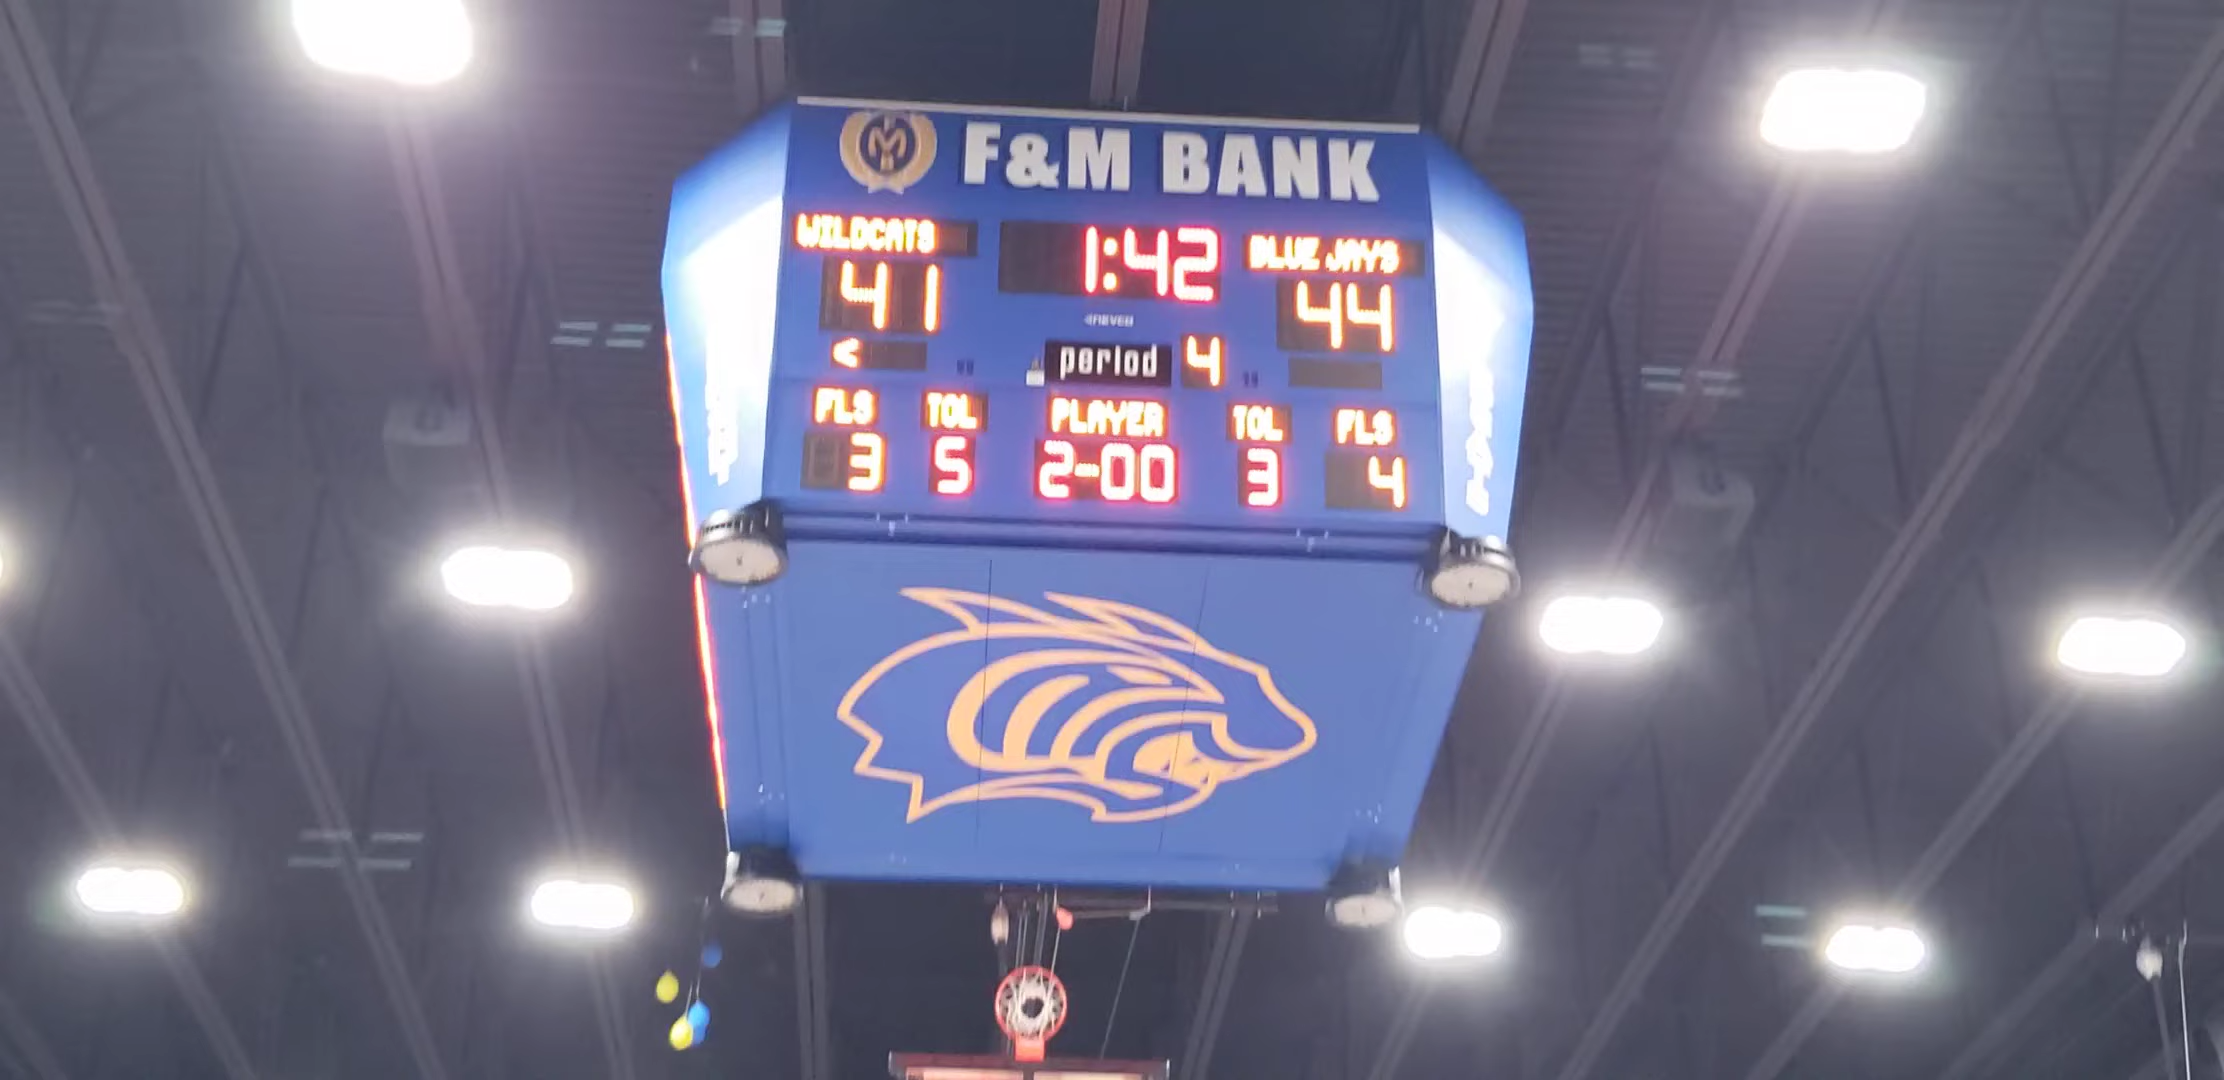 F&M BANK
WILDCATS 1:42 BLUE JAYS
41 44
< period 4
FLS TOL PLAYER TOL FLS
3 5 2-00 3 4